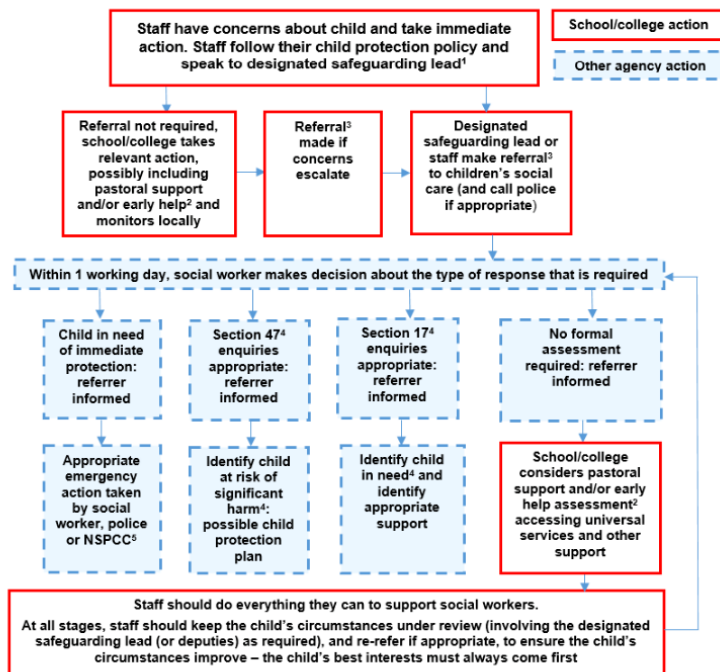 Staff have concerns about child and take immediate
action. Staff follow their child protection policy and
speak to designated safeguarding lead¹
School/college action
Other agency action
Referral not required,
school/college takes
relevant action,
possibly including
pastoral support
and/or early help² and
monitors locally
Referral³
made if
concerns
escalate
Designated
safeguarding lead or
staff make referral³
to children's social
care (and call police
if appropriate)
Within 1 working day, social worker makes decision about the type of response that is required
Child in need
of immediate
protection:
referrer
informed
Section 47⁴
enquiries
appropriate:
referrer
informed
Section 17⁴
enquiries
appropriate:
referrer
informed
No formal
assessment
required: referrer
informed
Appropriate
emergency
action taken
by social
worker, police
or NSPCC⁵
Identify child
at risk of
significant
harm⁴:
possible child
protection
plan
Identify child
in need⁴ and
identify
appropriate
support
School/college
considers pastoral
support and/or early
help assessment²
accessing universal
services and other
support
Staff should do everything they can to support social workers.
At all stages, staff should keep the child's circumstances under review (involving the designated
safeguarding lead (or deputies) as required), and re-refer if appropriate, to ensure the child's
circumstances improve – the child's best interests must always come first